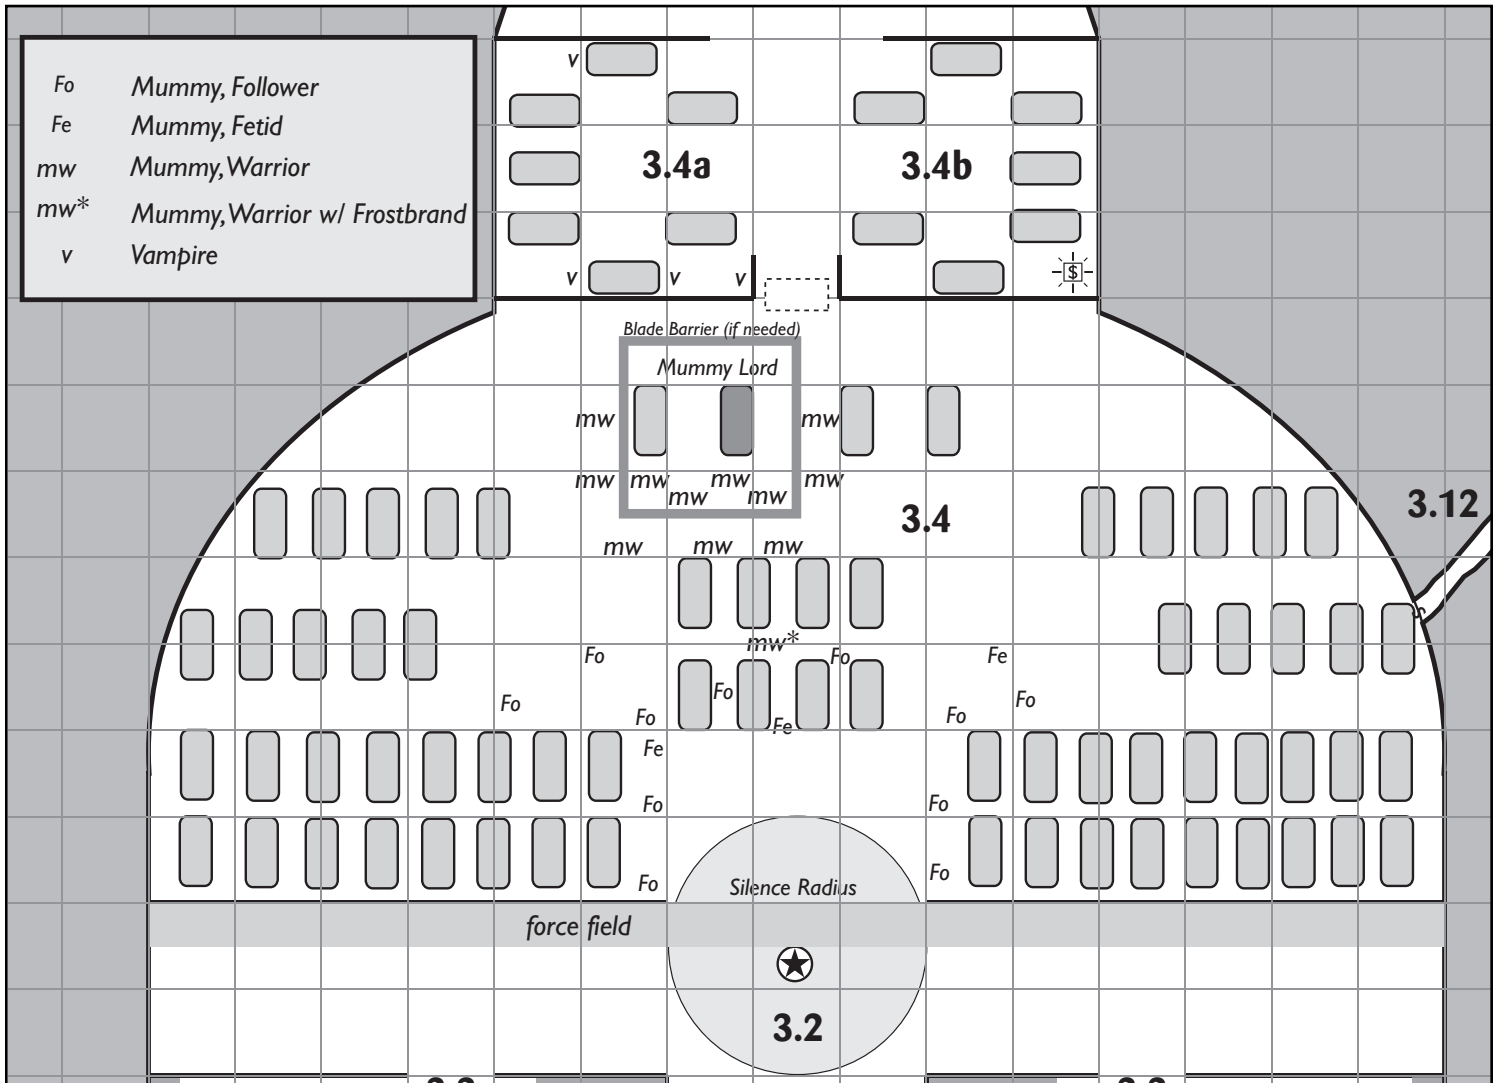 Fo Mummy, Follower
Fe Mummy, Fetid
mw Mummy, Warrior
mw* Mummy, Warrior w/ Frostbrand
v Vampire
v
3.4a 3.4b
v v v $
Blade Barrier (if needed)
Mummy Lord
mw mw
mw mw mw mw
mw mw
3.4 3.12
mw mw mw
S
mw*
Fo Fo Fe
Fo Fo
Fo Fo Fo
Fe Fe
Fo Fo
Fo Silence Radius Fo
force field
3.2